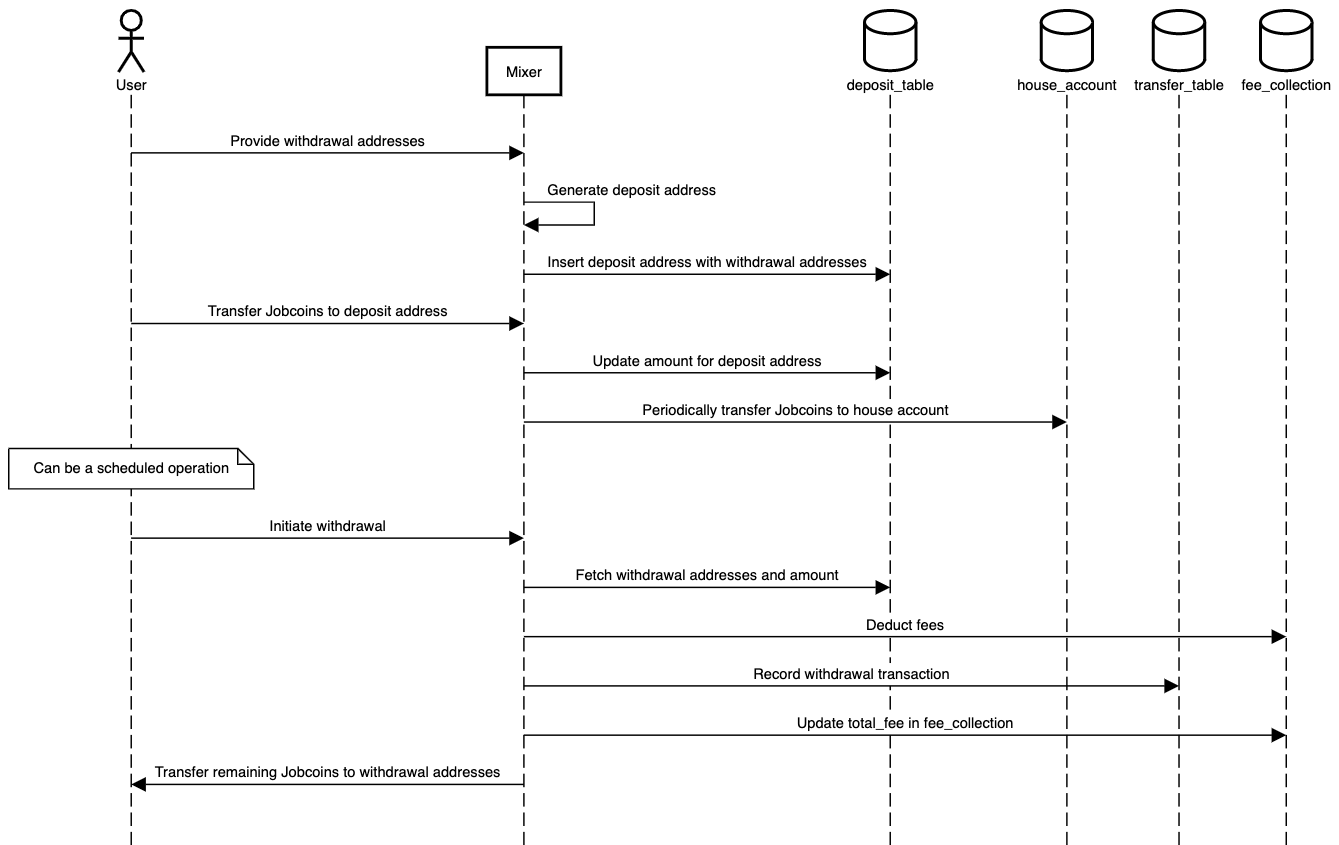 User
Mixer
deposit_table
house_account
transfer_table
fee_collection
Provide withdrawal addresses
Generate deposit address
Insert deposit address with withdrawal addresses
Transfer Jobcoins to deposit address
Update amount for deposit address
Periodically transfer Jobcoins to house account
Can be a scheduled operation
Initiate withdrawal
Fetch withdrawal addresses and amount
Deduct fees
Record withdrawal transaction
Update total_fee in fee_collection
Transfer remaining Jobcoins to withdrawal addresses